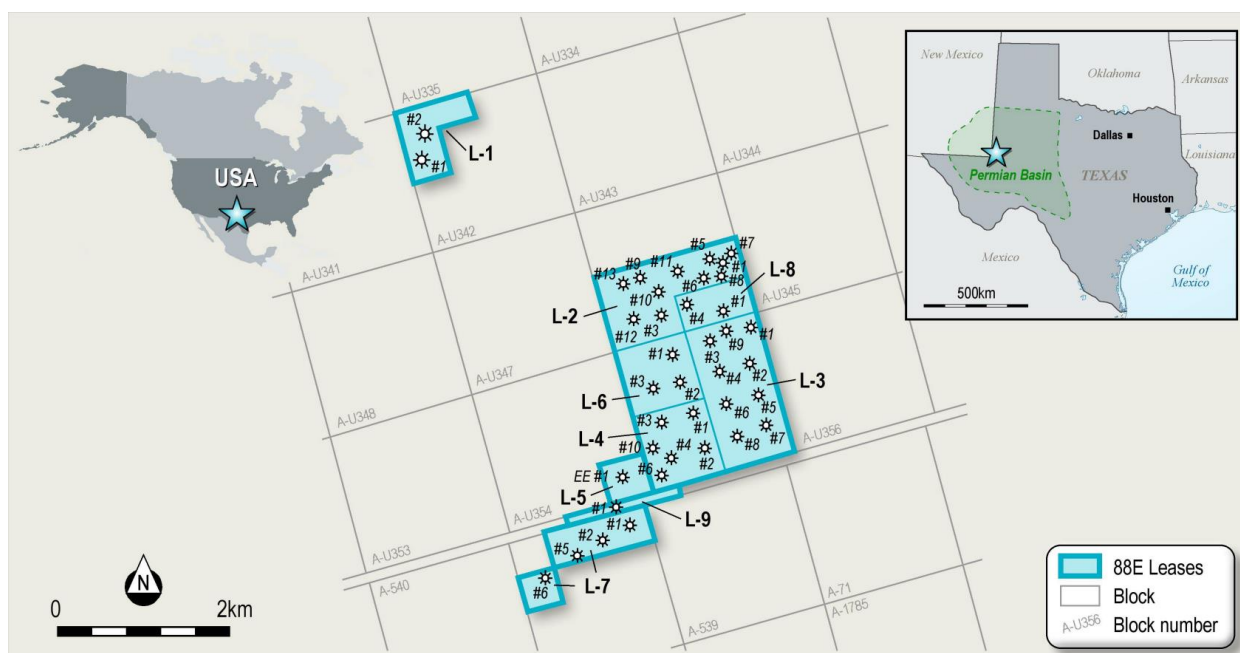 USA
A-U335
A-U334
#2
#1
L-1
A-U341
A-U342
A-U343
A-U344
#13
#9
#11
#5
#7
#1
#8
#6
#10
L-8
#1
#4
L-2
#12
#3
A-U345
#1
#9
#3
#2
#4
L-3
#5
#6
#7
#8
A-U348
A-U347
#1
#3
#2
L-6
#3
#1
L-4
#10
#4
#2
#6
A-U356
EE #1
L-5
#1
L-9
A-U353
A-U354
#1
#2
#5
L-7
#6
A-540
A-539
A-71
A-1785
N
0
2km
New Mexico
Oklahoma
Arkansas
Dallas
Louisiana
Permian Basin
TEXAS
Houston
Mexico
Gulf of
Mexico
500km
88E Leases
Block
A-U356
Block number